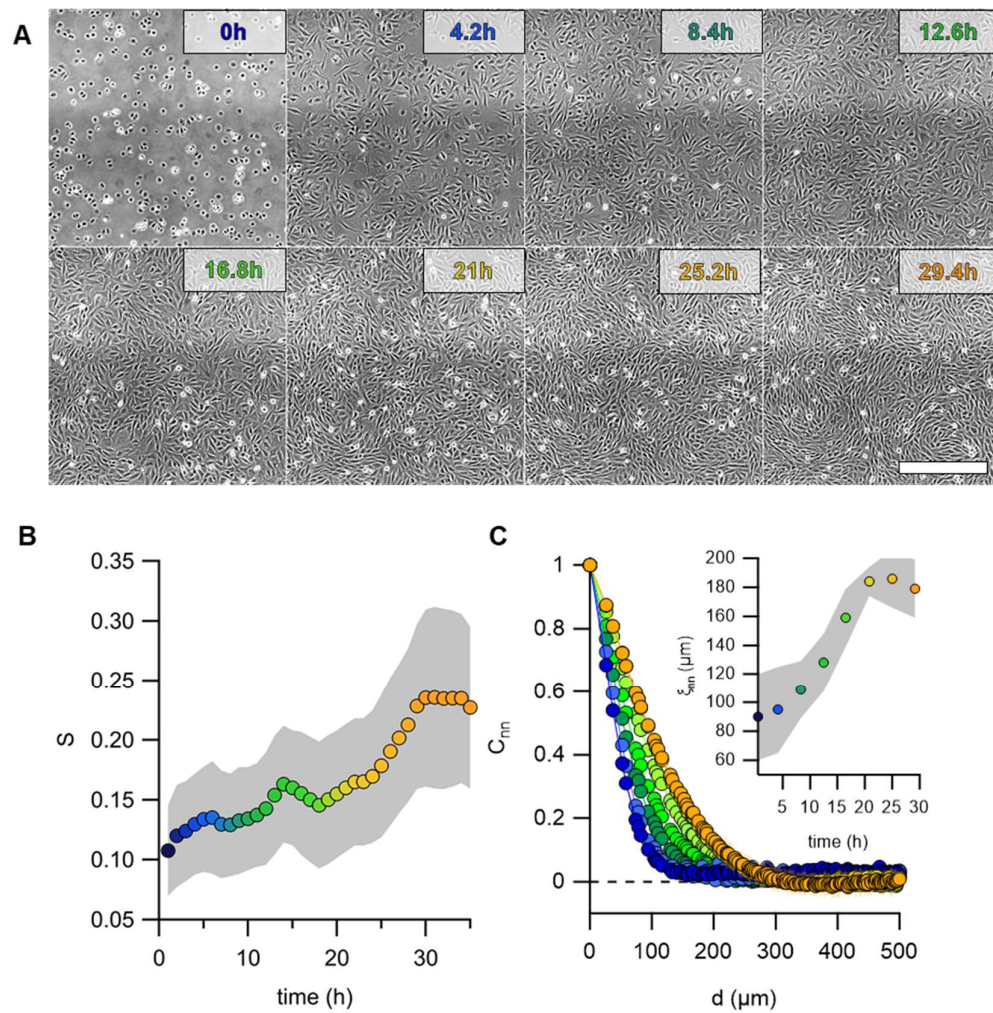 A
0h
4.2h
8.4h
12.6h
16.8h
21h
25.2h
29.4h
B
0.35
0.30
0.25
0.20
0.15
0.10
0.05
S
0
10
20
30
time (h)
C
1
0.8
0.6
0.4
0.2
0
Cnn
0
100
200
300
400
500
d (µm)
200
180
160
140
120
100
80
60
ξnn (µm)
5
10
15
20
25
30
time (h)